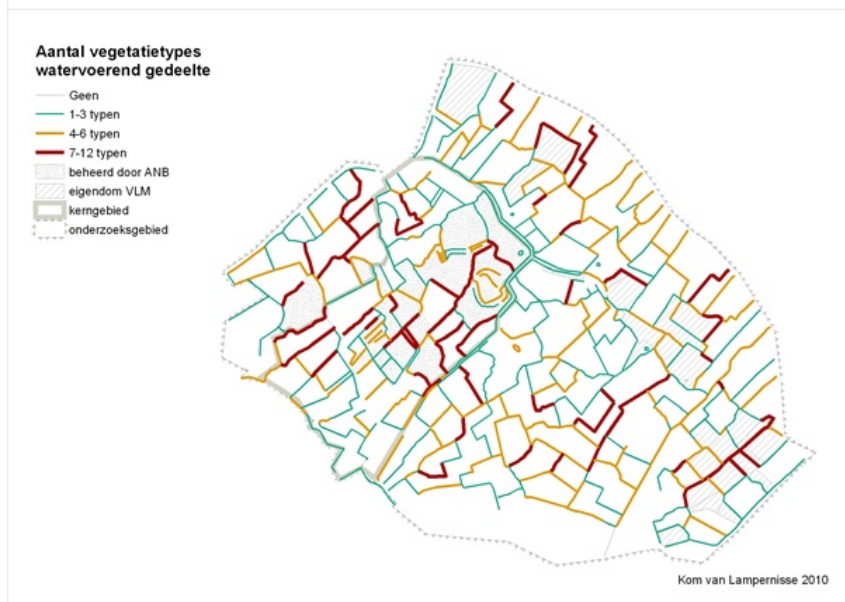 Aantal vegetatietypes
watervoerend gedeelte
Geen
1-3 typen
4-6 typen
7-12 typen
beheerd door ANB
eigendom VLM
kerngebied
onderzoeksgebied
Kom van Lampernisse 2010